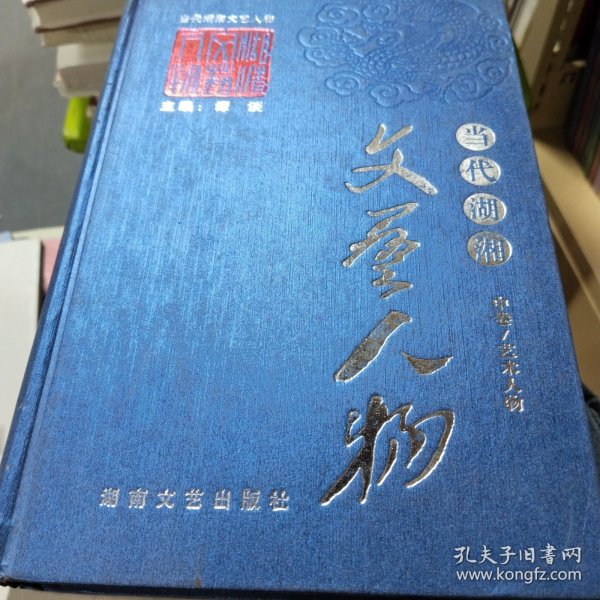 当代湖湘文艺人物
主编：谭谈
当代湖湘
文艺人物
中卷/艺术人物
湖南文艺出版社
孔夫子旧书网
www.kongfz.com